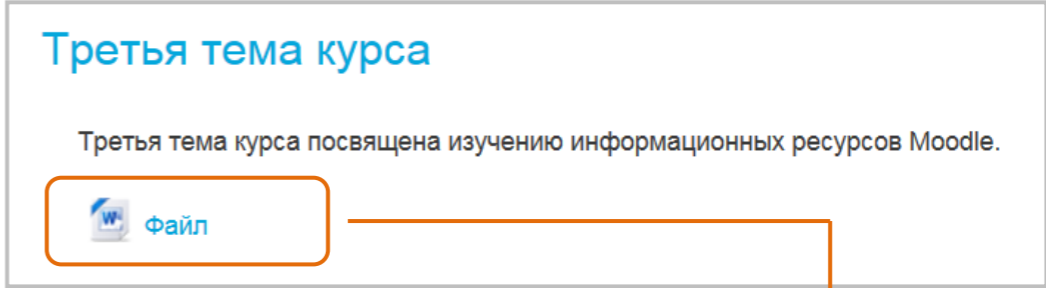 Третья тема курса
Третья тема курса посвящена изучению информационных ресурсов Moodle.
Файл